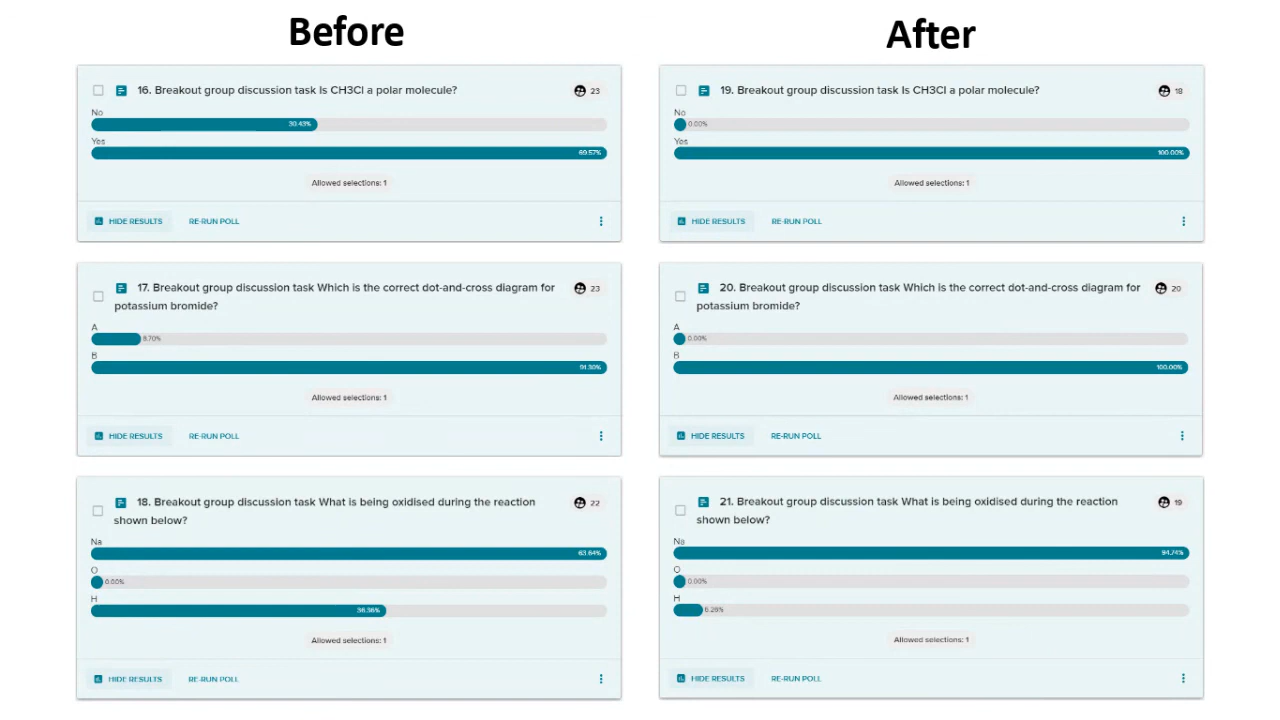 Before
After
16. Breakout group discussion task Is CH3Cl a polar molecule?
23
No
30.43%
Yes
69.57%
Allowed selections: 1
HIDE RESULTS
RE-RUN POLL
19. Breakout group discussion task Is CH3Cl a polar molecule?
18
No
0.00%
Yes
100.00%
Allowed selections: 1
HIDE RESULTS
RE-RUN POLL
17. Breakout group discussion task Which is the correct dot-and-cross diagram for
potassium bromide?
23
A
8.70%
B
91.30%
Allowed selections: 1
HIDE RESULTS
RE-RUN POLL
20. Breakout group discussion task Which is the correct dot-and-cross diagram for
potassium bromide?
20
A
0.00%
B
100.00%
Allowed selections: 1
HIDE RESULTS
RE-RUN POLL
18. Breakout group discussion task What is being oxidised during the reaction
shown below?
22
Na
63.64%
O
0.00%
H
36.36%
Allowed selections: 1
HIDE RESULTS
RE-RUN POLL
21. Breakout group discussion task What is being oxidised during the reaction
shown below?
19
Na
94.74%
O
0.00%
H
5.26%
Allowed selections: 1
HIDE RESULTS
RE-RUN POLL